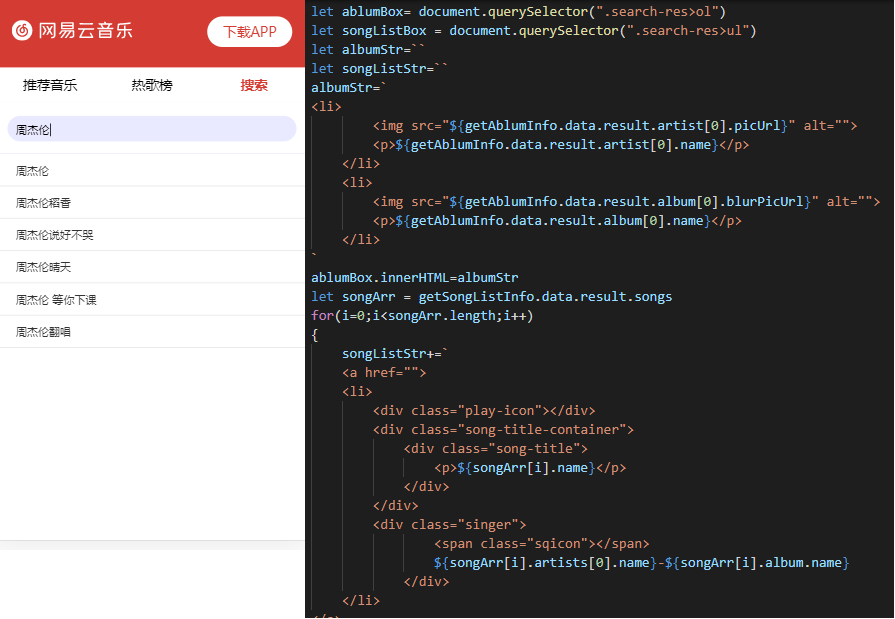 网易云音乐
下载APP
推荐音乐 热歌榜 搜索
周杰伦
周杰伦
周杰伦稻香
周杰伦说好不哭
周杰伦晴天
周杰伦 等你下课
周杰伦翻唱
let ablumBox= document.querySelector(".search-res>ol")
let songListBox = document.querySelector(".search-res>ul")
let albumStr=``
let songListStr=``
albumStr=`
<li>
<img src="${getAblumInfo.data.result.artist[0].picUrl}" alt="">
<p>${getAblumInfo.data.result.artist[0].name}</p>
</li>
<li>
<img src="${getAblumInfo.data.result.album[0].blurPicUrl}" alt="">
<p>${getAblumInfo.data.result.album[0].name}</p>
</li>
`
ablumBox.innerHTML=albumStr
let songArr = getSongListInfo.data.result.songs
for(i=0;i<songArr.length;i++)
{
songListStr+=`
<a href="">
<li>
<div class="play-icon"></div>
<div class="song-title-container">
<div class="song-title">
<p>${songArr[i].name}</p>
</div>
</div>
<div class="singer">
<span class="sqicon"></span>
${songArr[i].artists[0].name}-${songArr[i].album.name}
</div>
</li>